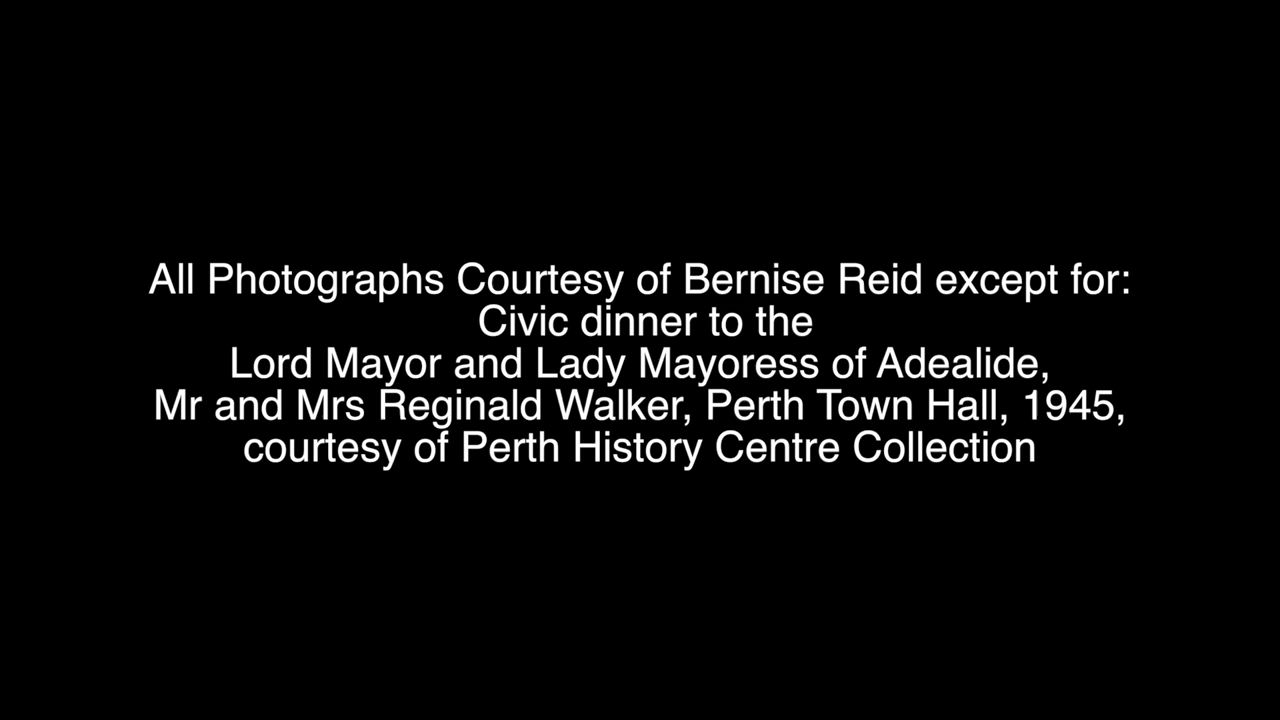 All Photographs Courtesy of Bernise Reid except for:
Civic dinner to the
Lord Mayor and Lady Mayoress of Adealide,
Mr and Mrs Reginald Walker, Perth Town Hall, 1945,
courtesy of Perth History Centre Collection